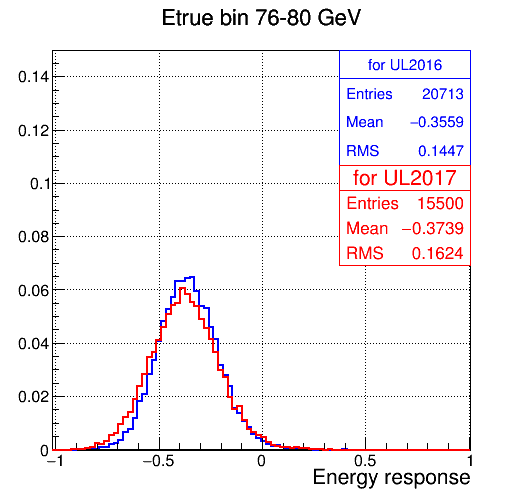 Etrue bin 76-80 GeV
for UL2016
Entries 20713
Mean −0.3559
RMS 0.1447
for UL2017
Entries 15500
Mean −0.3739
RMS 0.1624
0.14
0.12
0.1
0.08
0.06
0.04
0.02
0
−1 −0.5 0 0.5 1
Energy response